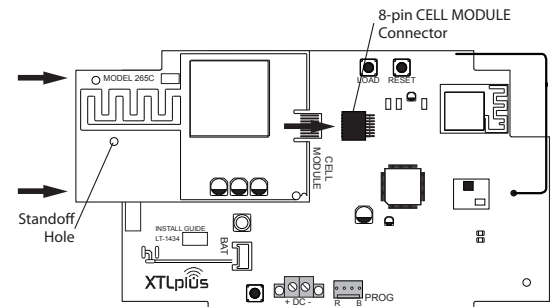 8-pin CELL MODULE
Connector
MODEL 265C
LOAD RESET
CELL
MODULE
Standoff
Hole
INSTALL GUIDE
LT-1434
BAT
XTLplus
+ DC -
R B
PROG